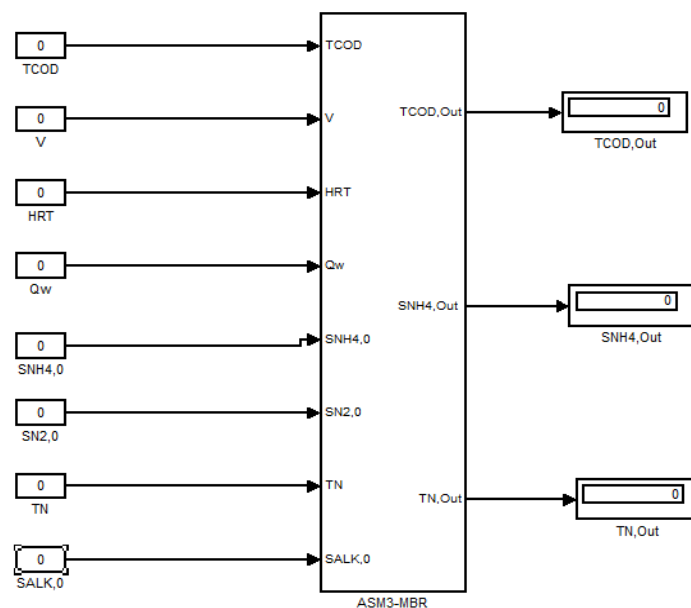 0
TCOD
0
V
0
HRT
0
Qw
0
SNH4,0
0
SN2,0
0
TN
0
SALK,0
TCOD
V
HRT
Qw
SNH4,0
SN2,0
TN
SALK,0
TCOD,Out
SNH4,Out
TN,Out
ASM3-MBR
0
TCOD,Out
0
SNH4,Out
0
TN,Out